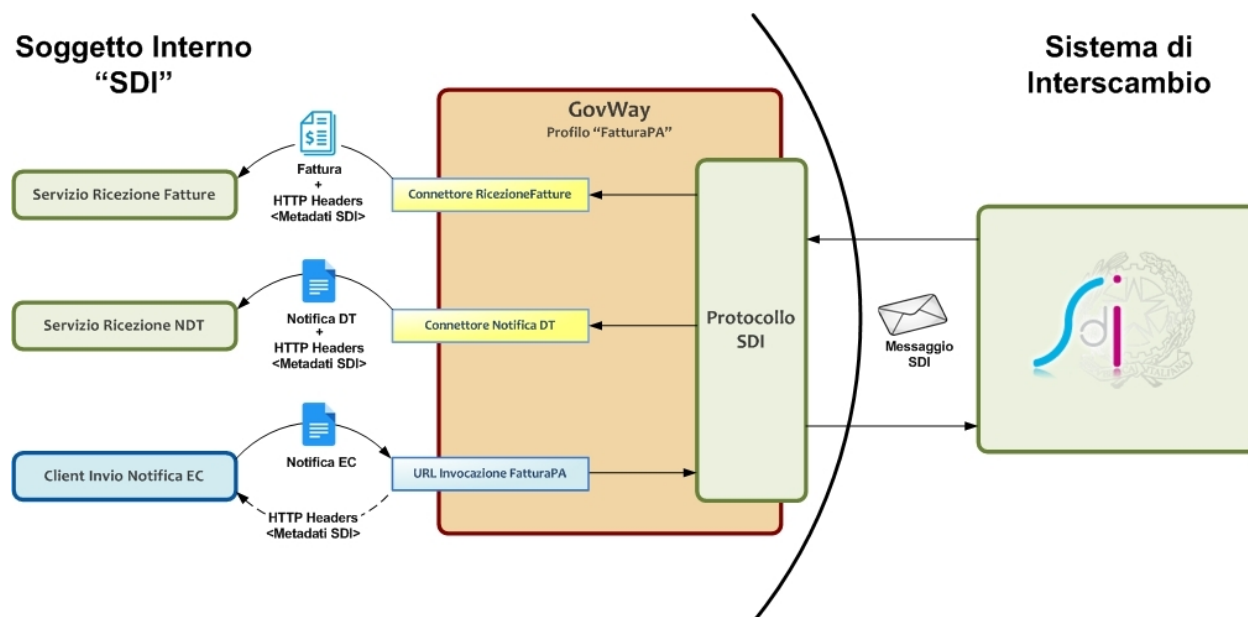 Soggetto Interno
“SDI”
Sistema di
Interscambio
GovWay
Profilo “FatturaPA”
Servizio Ricezione Fatture
Fattura
+
HTTP Headers
<Metadati SDI>
Connettore RicezioneFatture
Servizio Ricezione NDT
Notifica DT
+
HTTP Headers
<Metadati SDI>
Connettore Notifica DT
Protocollo
SDI
Messaggio
SDI
Sdi
Client Invio Notifica EC
Notifica EC
URL Invocazione FatturaPA
HTTP Headers
<Metadati SDI>